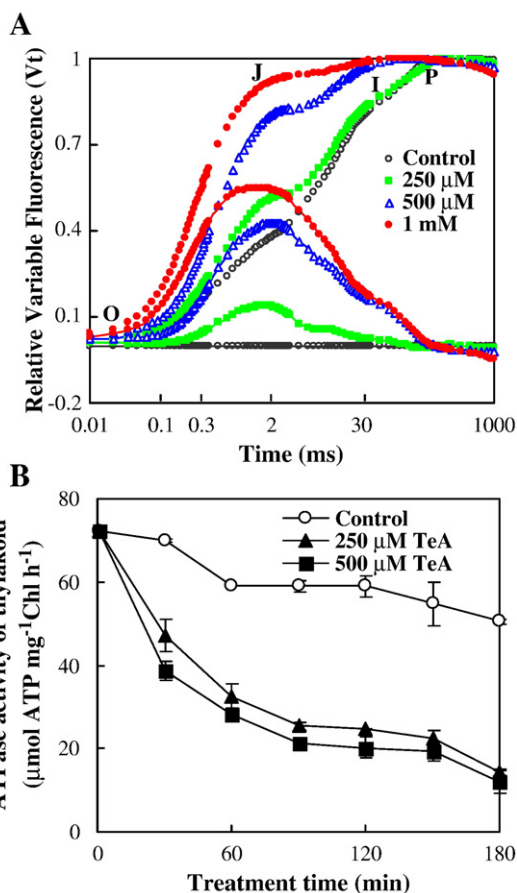 A
Relative Variable Fluorescence (Vt)
1
0.7
0.4
0.1
-0.2
O
J
I
P
Control
250 μM
500 μM
1 mM
0.01 0.1 0.3 2 30 1000
Time (ms)
B
ATPase activity of thylakoid
(μmol ATP mg⁻¹Chl h⁻¹)
80
60
40
20
0
Control
250 μM TeA
500 μM TeA
0 60 120 180
Treatment time (min)